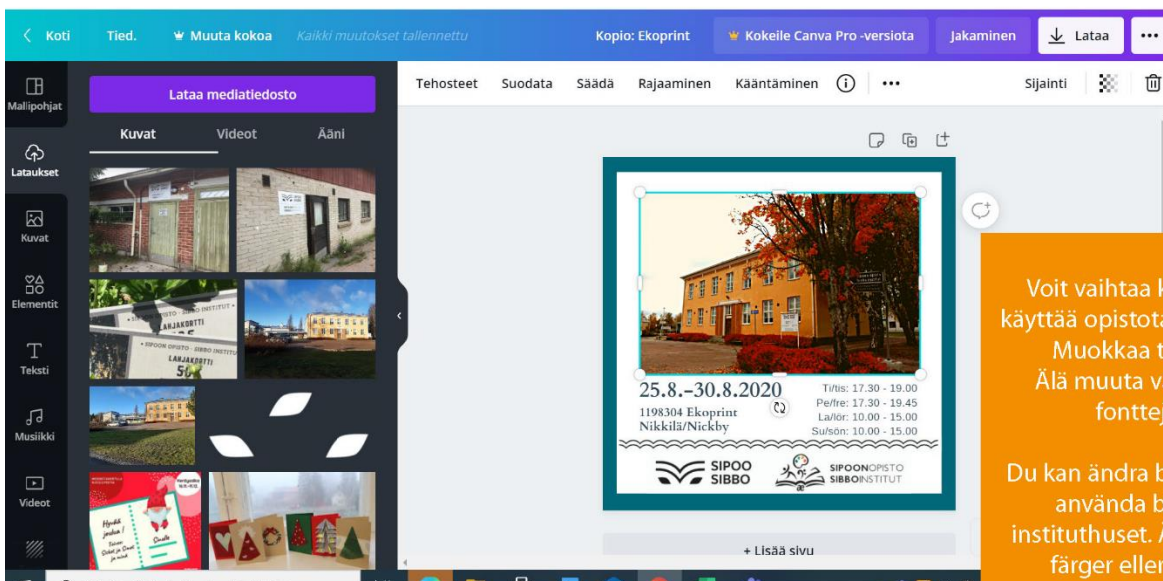 Koti Tied. Muuta kokoa Kaikki muutokset tallennettu Kopio: Ekoprint Kokeile Canva Pro -versiota Jakaminen Lataa
Mallipohjat
Lataukset
Kuvat
Elementit
Teksti
Musiikki
Videot
Lataa mediatiedosto
Kuvat Videot Ääni
LAHJAKORTTI
LAHJAKORTTI
Tehosteet Suodata Säädä Rajaaminen Kääntäminen Sijainti
25.8.–30.8.2020
1198304 Ekoprint
Nikkilä/Nickby
Ti/tis: 17.30 - 19.00
Pe/fre: 17.30 - 19.45
La/lör: 10.00 - 15.00
Su/sön: 10.00 - 15.00
SIPOO
SIBBO
SIPOONOPISTO
SIBBOINSTITUT
+ Lisää sivu
Voit vaihtaa
käyttää
Muokkaa
Älä muuta
Du kan ändra
använda
instituthuset.
färger